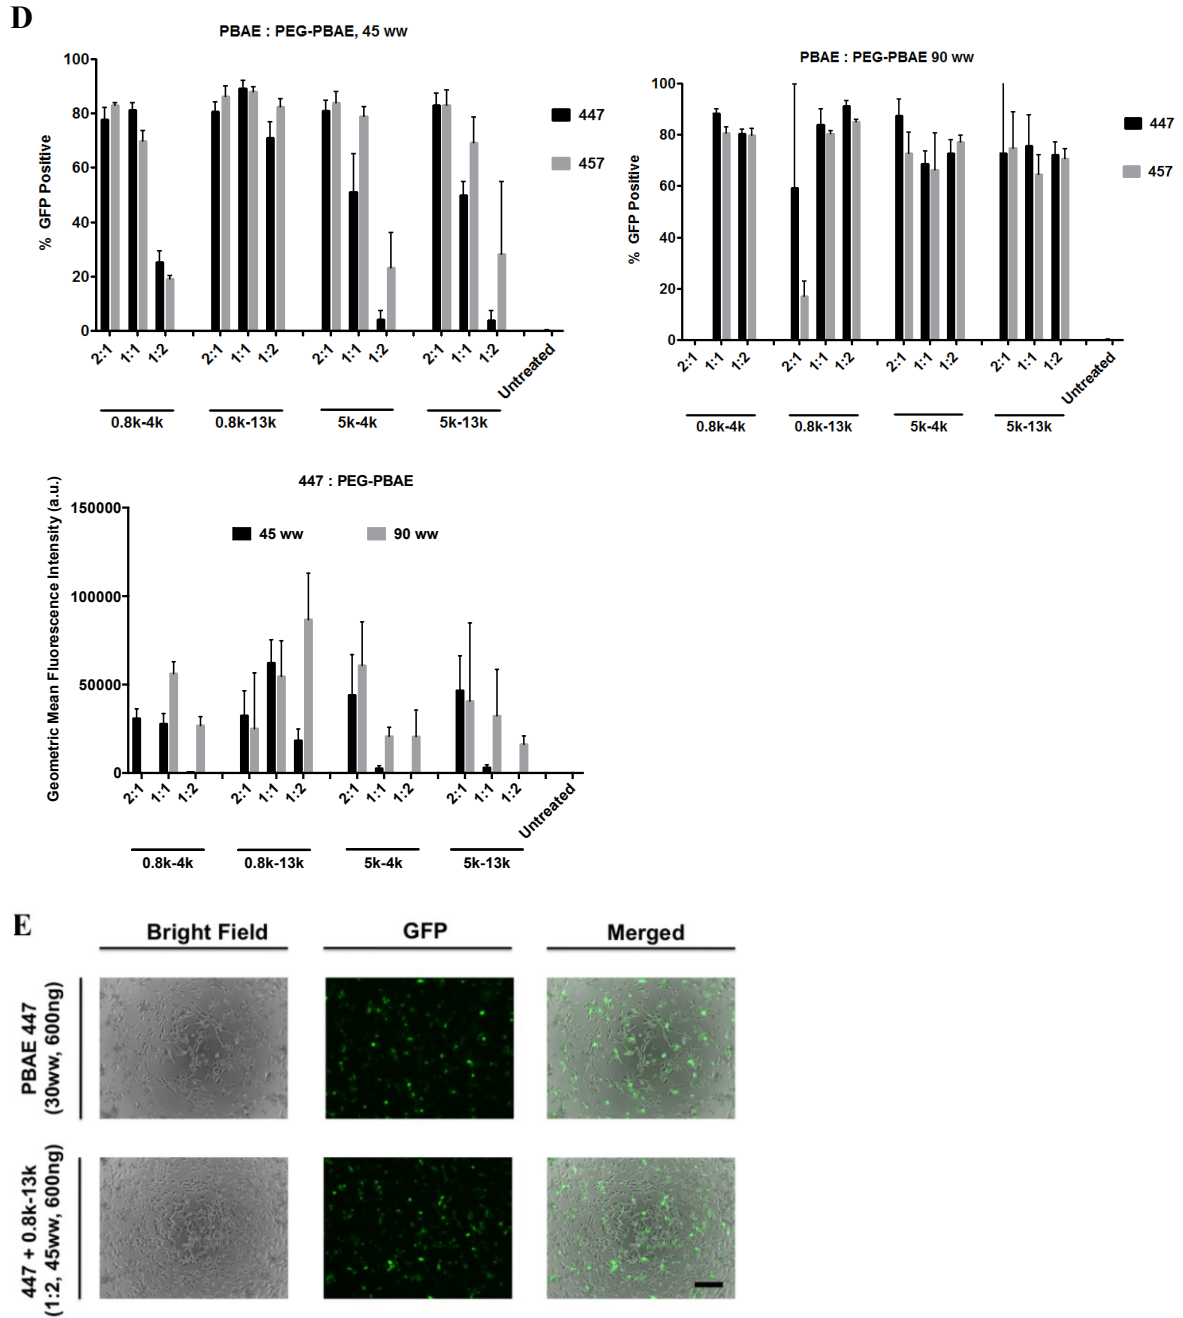 D
PBAE : PEG-PBAE, 45 ww
% GFP Positive
100
80
60
40
20
0
447
457
2:1 1:1 1:2 2:1 1:1 1:2 2:1 1:1 1:2 2:1 1:1 1:2 Untreated
0.8k-4k 0.8k-13k 5k-4k 5k-13k
PBAE : PEG-PBAE 90 ww
% GFP Positive
100
80
60
40
20
0
447
457
2:1 1:1 1:2 2:1 1:1 1:2 2:1 1:1 1:2 2:1 1:1 1:2 Untreated
0.8k-4k 0.8k-13k 5k-4k 5k-13k
447 : PEG-PBAE
Geometric Mean Fluorescence Intensity (a.u.)
150000
100000
50000
0
45 ww 90 ww
2:1 1:1 1:2 2:1 1:1 1:2 2:1 1:1 1:2 2:1 1:1 1:2 Untreated
0.8k-4k 0.8k-13k 5k-4k 5k-13k
E
Bright Field GFP Merged
PBAE 447
(30ww, 600ng)
447 + 0.8k-13k
(1:2, 45ww, 600ng)